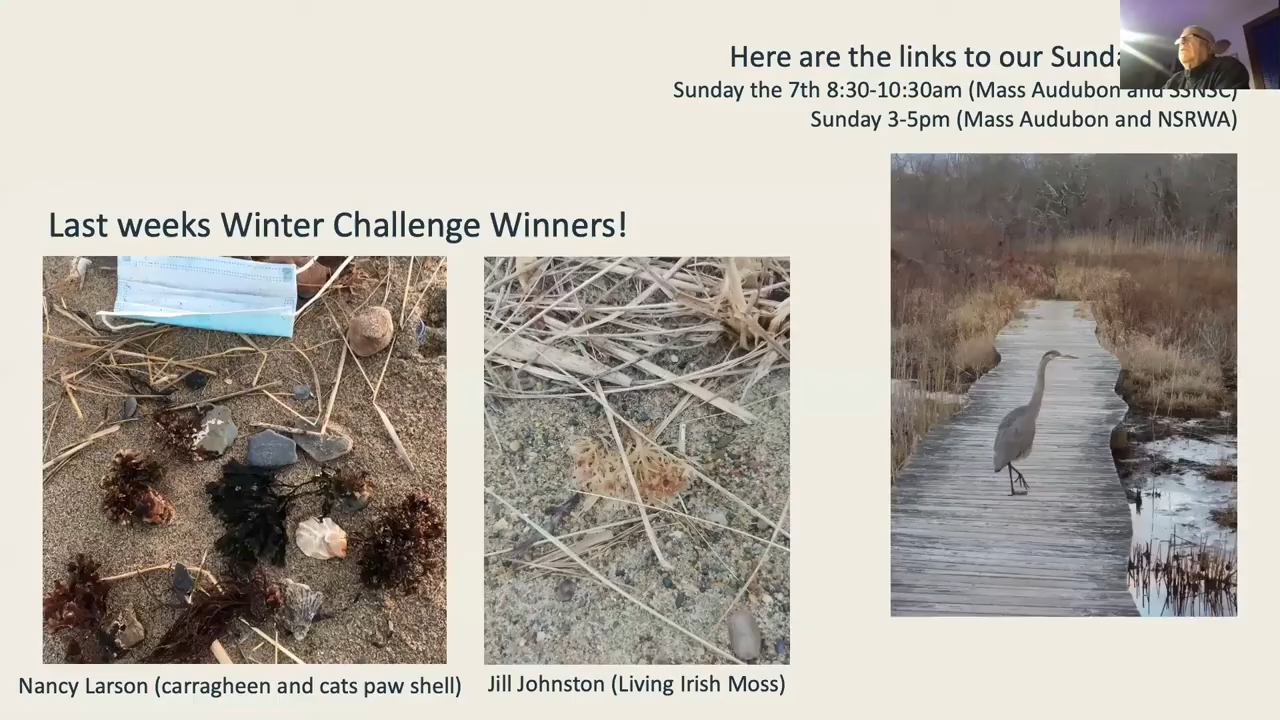 Here are the links to our
Sunday the 7th 8:30-10:30am (Mass Audubon and SSNSC)
Sunday 3-5pm (Mass Audubon and NSRWA)
Last weeks Winter Challenge Winners!
Nancy Larson (carragheen and cats paw shell)
Jill Johnston (Living Irish Moss)